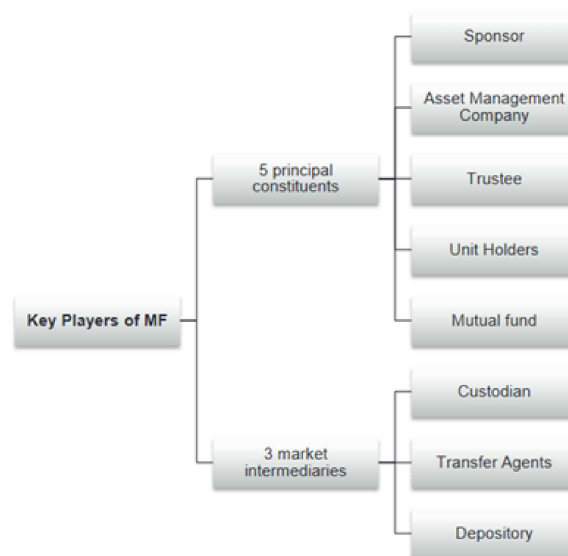 Key Players of MF
5 principal
constituents
Sponsor
Asset Management
Company
Trustee
Unit Holders
Mutual fund
3 market
intermediaries
Custodian
Transfer Agents
Depository